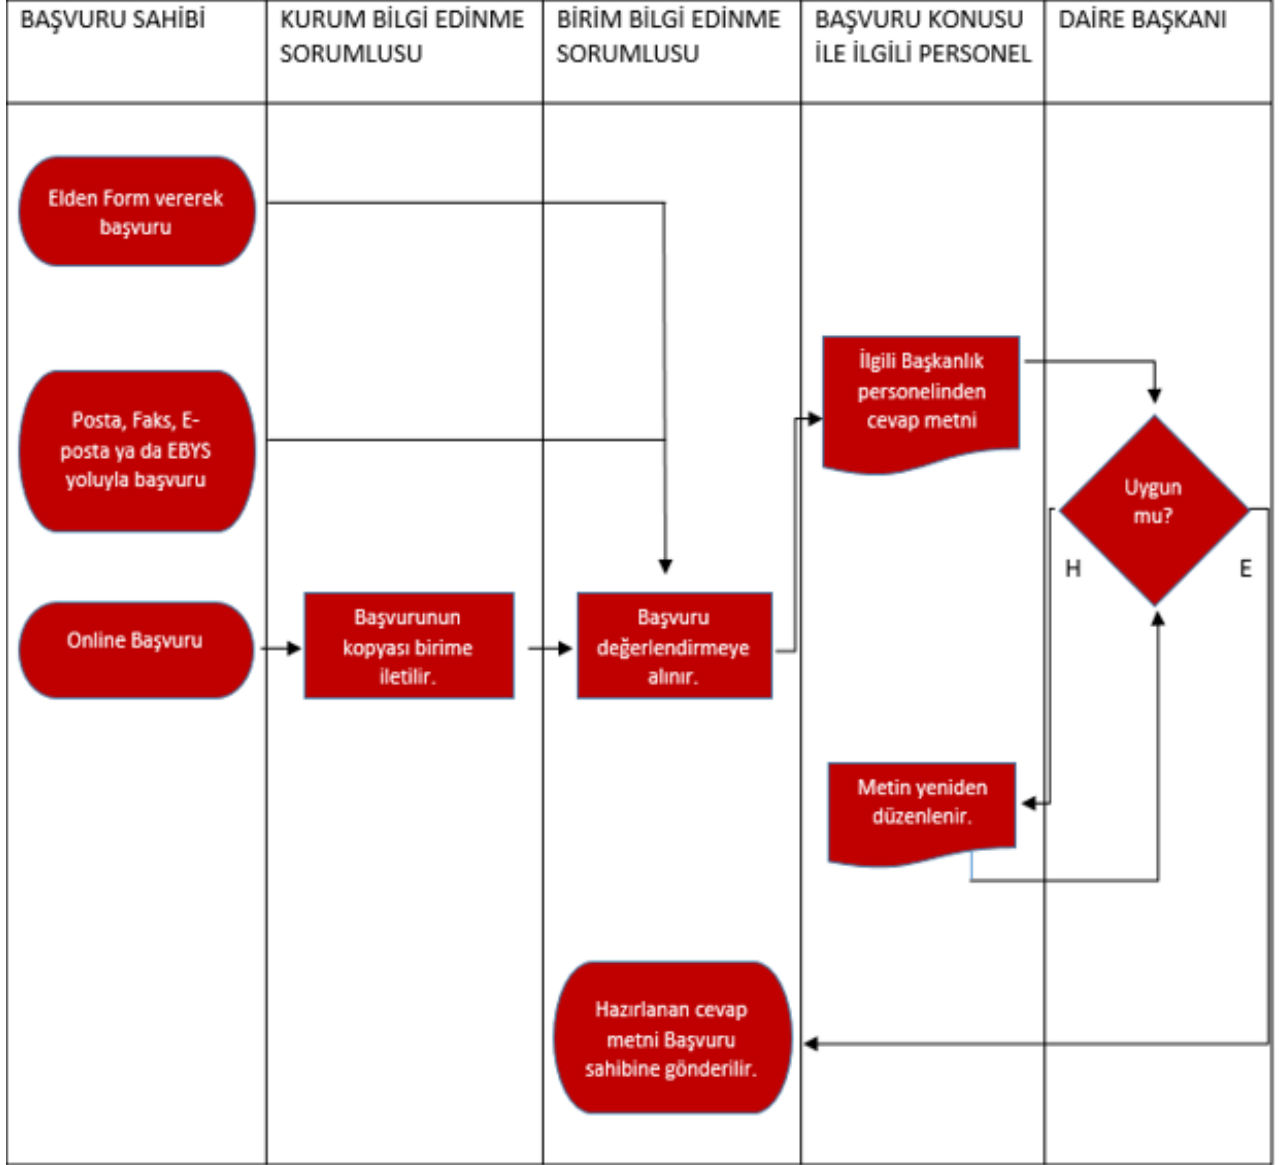 BAŞVURU SAHİBİ
KURUM BİLGİ EDİNME
SORUMLUSU
BİRİM BİLGİ EDİNME
SORUMLUSU
BAŞVURU KONUSU
İLE İLGİLİ PERSONEL
DAİRE BAŞKANI
Elden Form vererek
başvuru
Posta, Faks, E-
posta ya da EBYS
yoluyla başvuru
Online Başvuru
Başvurunun
kopyası birime
iletilir.
Başvuru
değerlendirmeye
alınır.
İlgili Başkanlık
personelinden
cevap metni
Uygun
mu?
H
E
Metin yeniden
düzenlenir.
Hazırlanan cevap
metni Başvuru
sahibine gönderilir.